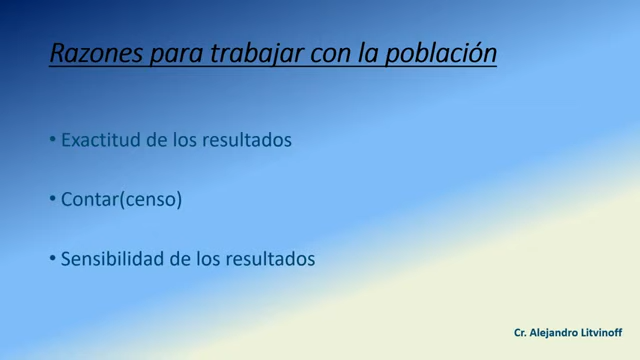 Razones para trabajar con la población
• Exactitud de los resultados
• Contar(censo)
• Sensibilidad de los resultados
Cr. Alejandro Litvinoff